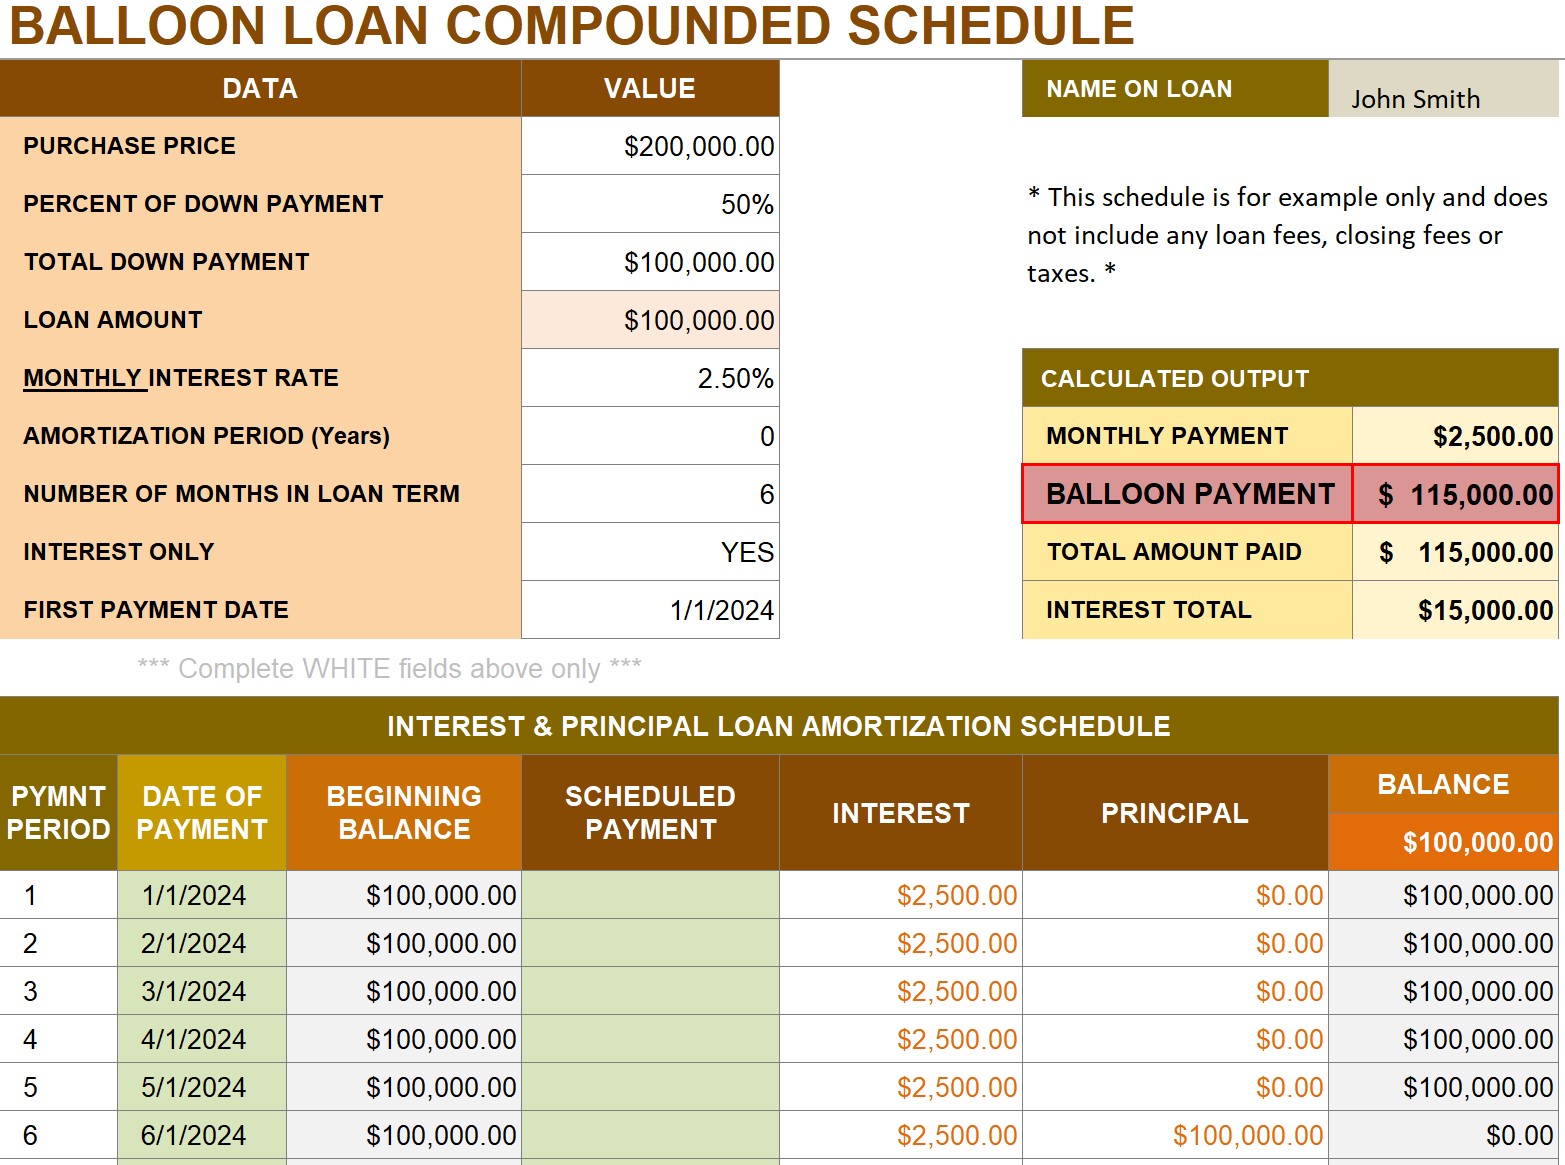 BALLOON LOAN COMPOUNDED SCHEDULE
DATA VALUE
PURCHASE PRICE $200,000.00
PERCENT OF DOWN PAYMENT 50%
TOTAL DOWN PAYMENT $100,000.00
LOAN AMOUNT $100,000.00
MONTHLY INTEREST RATE 2.50%
AMORTIZATION PERIOD (Years) 0
NUMBER OF MONTHS IN LOAN TERM 6
INTEREST ONLY YES
FIRST PAYMENT DATE 1/1/2024
*** Complete WHITE fields above only ***
NAME ON LOAN John Smith
* This schedule is for example only and does
not include any loan fees, closing fees or
taxes. *
CALCULATED OUTPUT
MONTHLY PAYMENT $2,500.00
BALLOON PAYMENT $ 115,000.00
TOTAL AMOUNT PAID $ 115,000.00
INTEREST TOTAL $15,000.00
INTEREST & PRINCIPAL LOAN AMORTIZATION SCHEDULE
PYMNT
PERIOD
DATE OF
PAYMENT
BEGINNING
BALANCE
SCHEDULED
PAYMENT
INTEREST
PRINCIPAL
BALANCE
$100,000.00
1 1/1/2024 $100,000.00 $2,500.00 $0.00 $100,000.00
2 2/1/2024 $100,000.00 $2,500.00 $0.00 $100,000.00
3 3/1/2024 $100,000.00 $2,500.00 $0.00 $100,000.00
4 4/1/2024 $100,000.00 $2,500.00 $0.00 $100,000.00
5 5/1/2024 $100,000.00 $2,500.00 $0.00 $100,000.00
6 6/1/2024 $100,000.00 $2,500.00 $100,000.00 $0.00